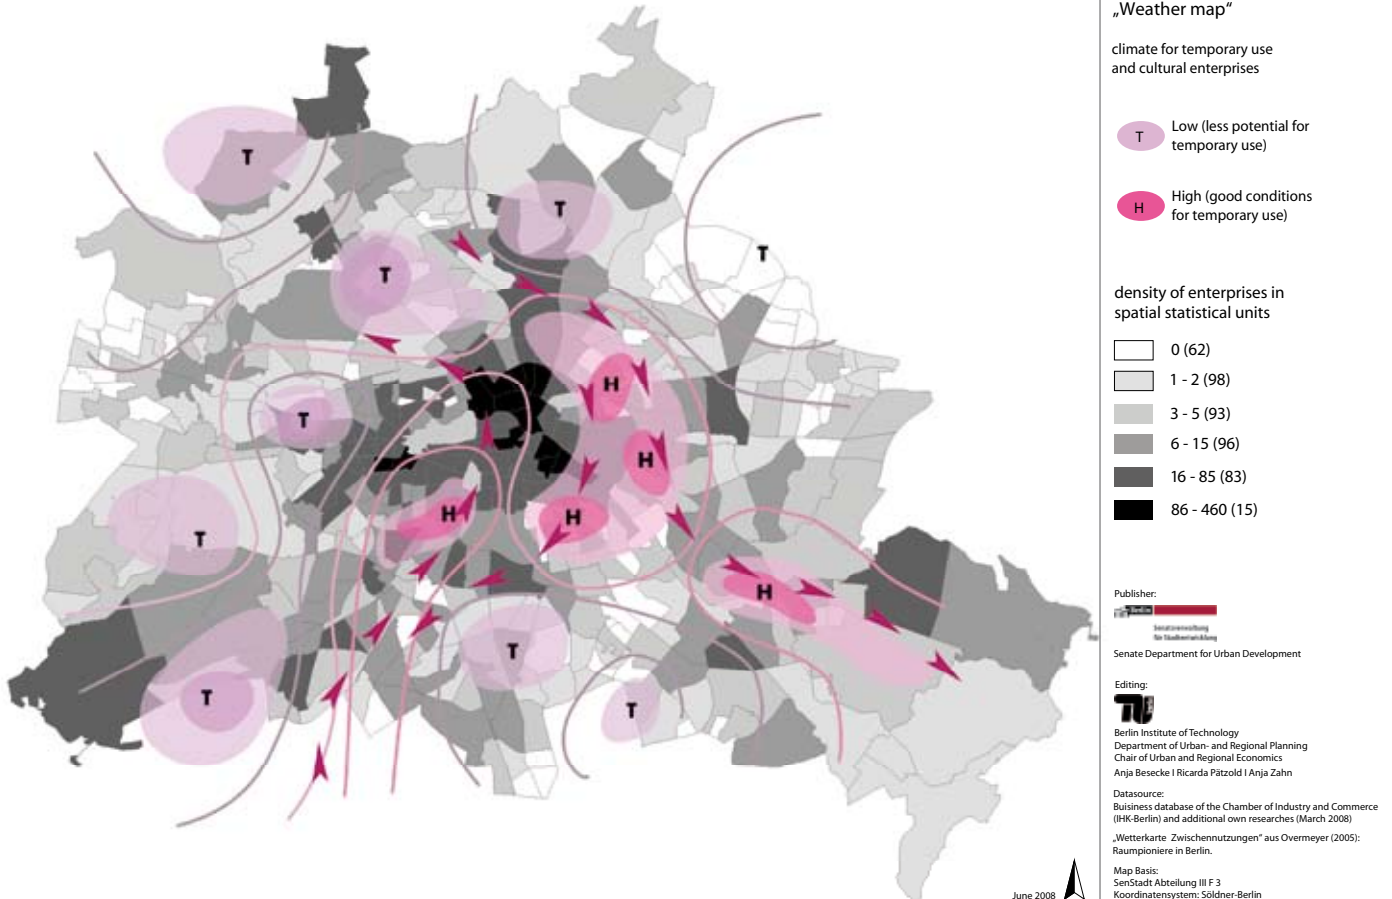 „Weather map“
climate for temporary use
and cultural enterprises
T
Low (less potential for
temporary use)
H
High (good conditions
for temporary use)
density of enterprises in
spatial statistical units
0 (62)
1 - 2 (98)
3 - 5 (93)
6 - 15 (96)
16 - 85 (83)
86 - 460 (15)
Publisher:
Berlin
Senatsverwaltung
für Stadtentwicklung
Senate Department for Urban Development
Editing:
Berlin Institute of Technology
Department of Urban- and Regional Planning
Chair of Urban and Regional Economics
Anja Besecke I Ricarda Pätzold I Anja Zahn
Datasource:
Buisiness database of the Chamber of Industry and Commerce
(IHK-Berlin) and additional own researches (March 2008)
„Wetterkarte Zwischennutzungen“ aus Overmeyer (2005):
Raumpioniere in Berlin.
Map Basis:
SenStadt Abteilung III F 3
Koordinatensystem: Söldner-Berlin
T
T
T
T
H
T
H
H
H
T
H
T
T
T
June 2008